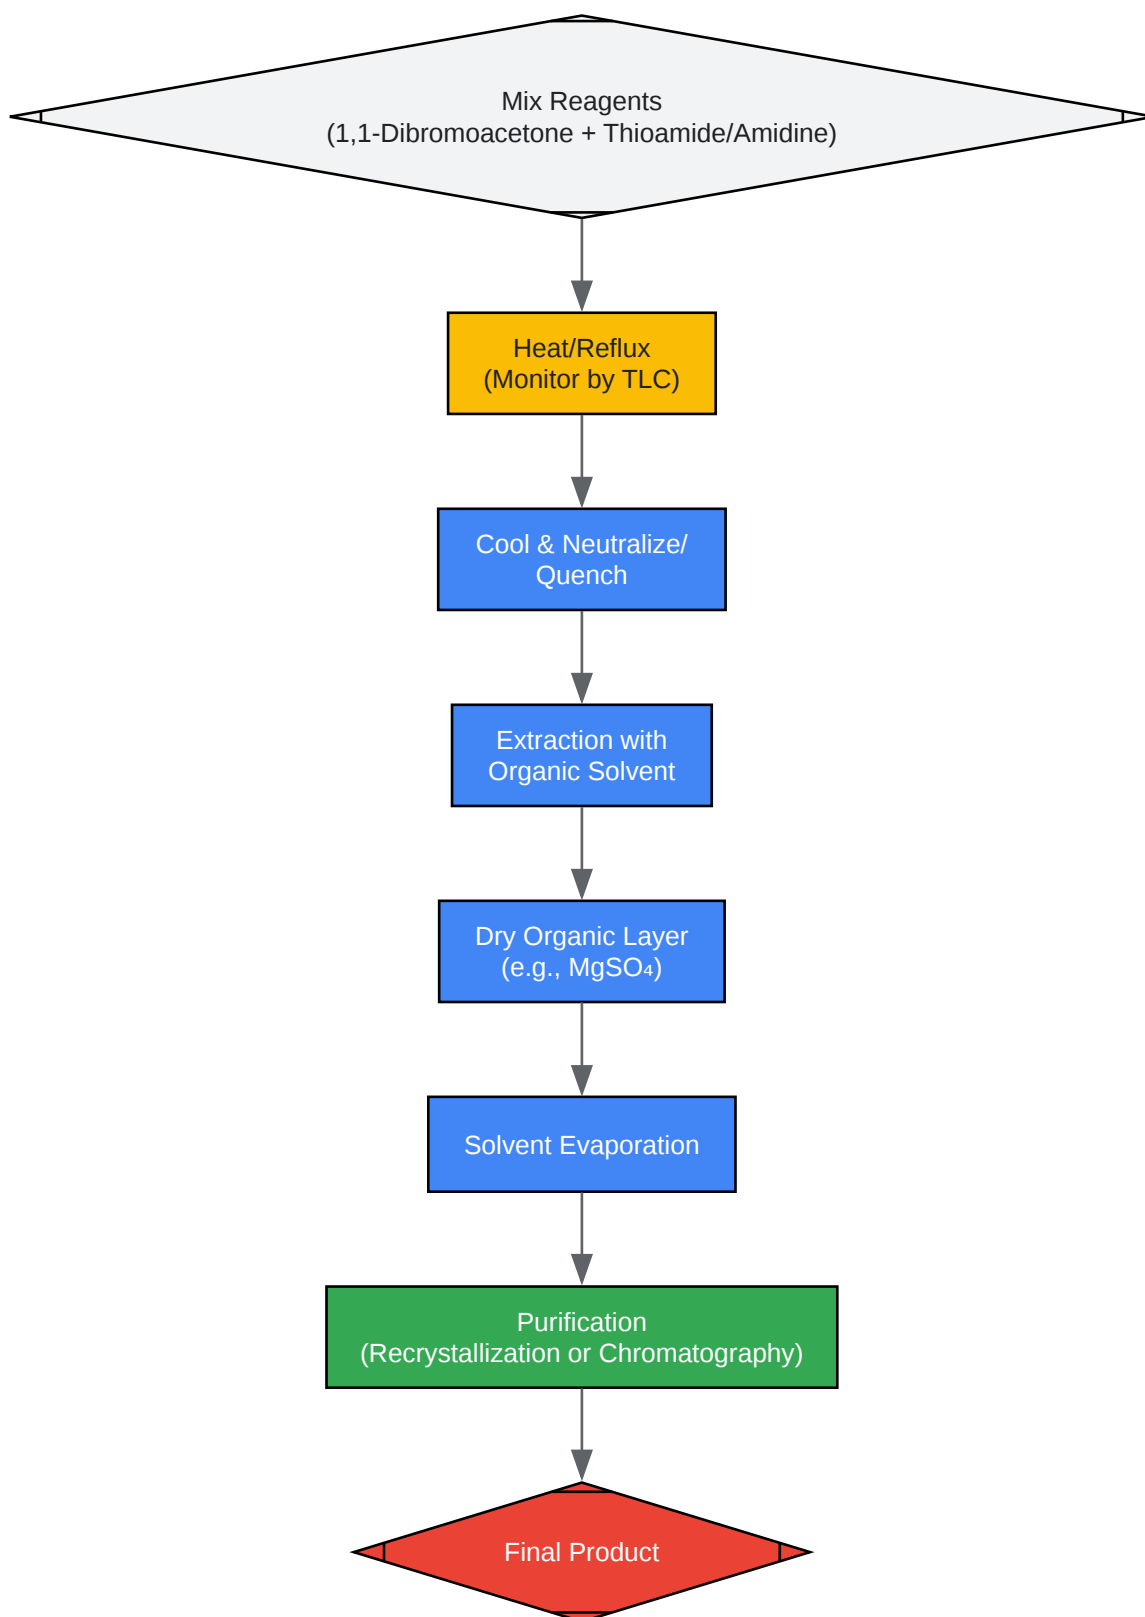 Mix Reagents
(1,1-Dibromoacetone + Thioamide/Amidine)
Heat/Reflux
(Monitor by TLC)
Cool & Neutralize/
Quench
Extraction with
Organic Solvent
Dry Organic Layer
(e.g., MgSO₄)
Solvent Evaporation
Purification
(Recrystallization or Chromatography)
Final Product